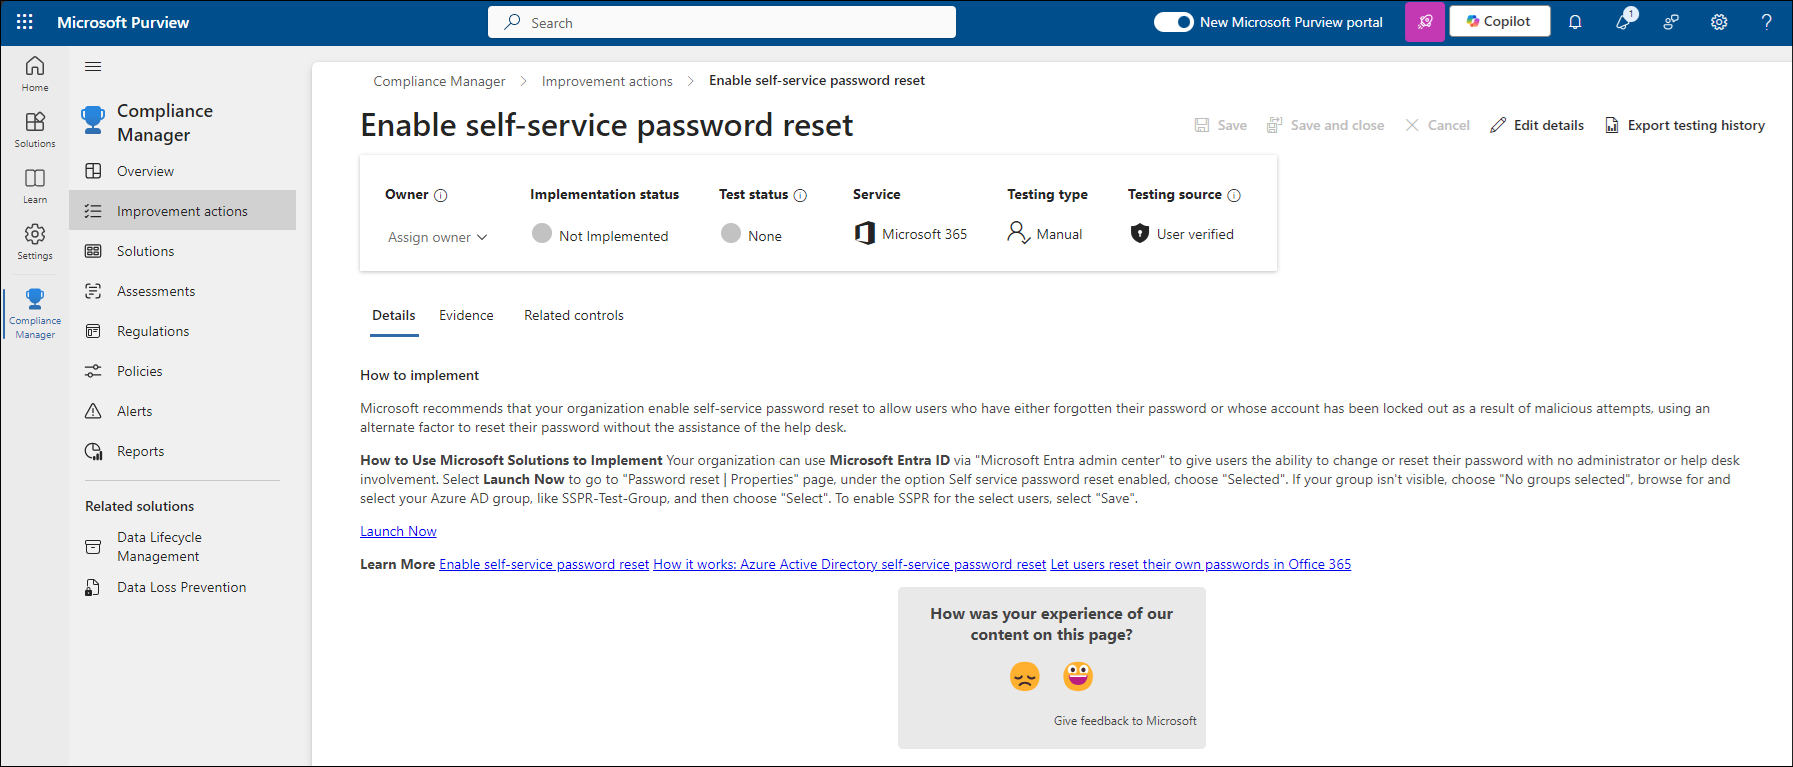 Microsoft Purview
Search
New Microsoft Purview portal
Copilot
1
Home
Solutions
Learn
Settings
Compliance
Manager
Compliance
Manager
Overview
Improvement actions
Solutions
Assessments
Regulations
Policies
Alerts
Reports
Related solutions
Data Lifecycle
Management
Data Loss Prevention
Compliance Manager > Improvement actions > Enable self-service password reset
Enable self-service password reset
Save
Save and close
Cancel
Edit details
Export testing history
Owner
Assign owner
Implementation status
Not Implemented
Test status
None
Service
Microsoft 365
Testing type
Manual
Testing source
User verified
Details
Evidence
Related controls
How to implement
Microsoft recommends that your organization enable self-service password reset to allow users who have either forgotten their password or whose account has been locked out as a result of malicious attempts, using an
alternate factor to reset their password without the assistance of the help desk.
How to Use Microsoft Solutions to Implement Your organization can use Microsoft Entra ID via "Microsoft Entra admin center" to give users the ability to change or reset their password with no administrator or help desk
involvement. Select Launch Now to go to "Password reset | Properties" page, under the option Self service password reset enabled, choose "Selected". If your group isn't visible, choose "No groups selected", browse for and
select your Azure AD group, like SSPR-Test-Group, and then choose "Select". To enable SSPR for the select users, select "Save".
Launch Now
Learn More Enable self-service password reset How it works: Azure Active Directory self-service password reset Let users reset their own passwords in Office 365
How was your experience of our
content on this page?
Give feedback to Microsoft